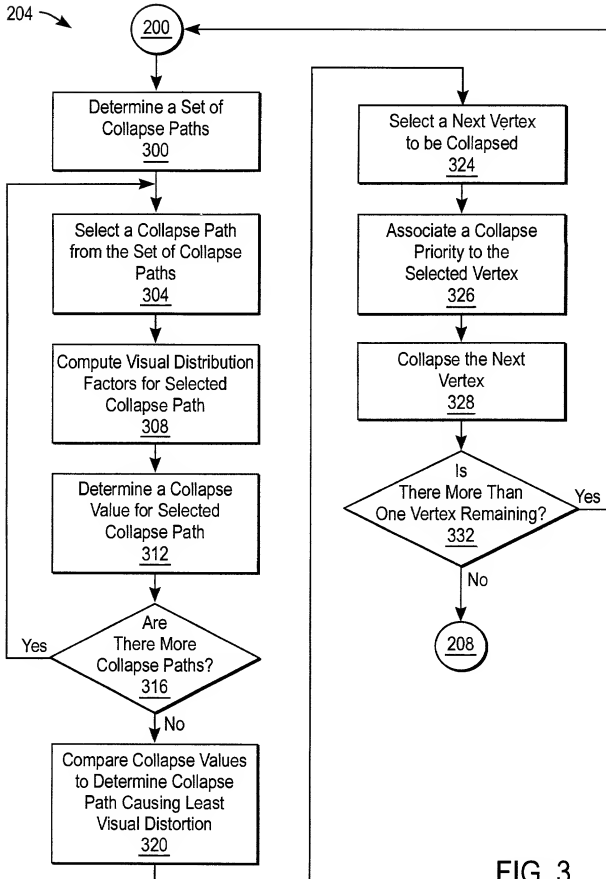 204
200
Determine a Set of
Collapse Paths
300
Select a Collapse Path
from the Set of Collapse
Paths
304
Compute Visual Distribution
Factors for Selected
Collapse Path
308
Determine a Collapse
Value for Selected
Collapse Path
312
Are
There More
Collapse Paths?
316
Yes
No
Compare Collapse Values
to Determine Collapse
Path Causing Least
Visual Distortion
320
Select a Next Vertex
to be Collapsed
324
Associate a Collapse
Priority to the
Selected Vertex
326
Collapse the Next
Vertex
328
Is
There More Than
One Vertex Remaining?
332
Yes
No
208
FIG. 3